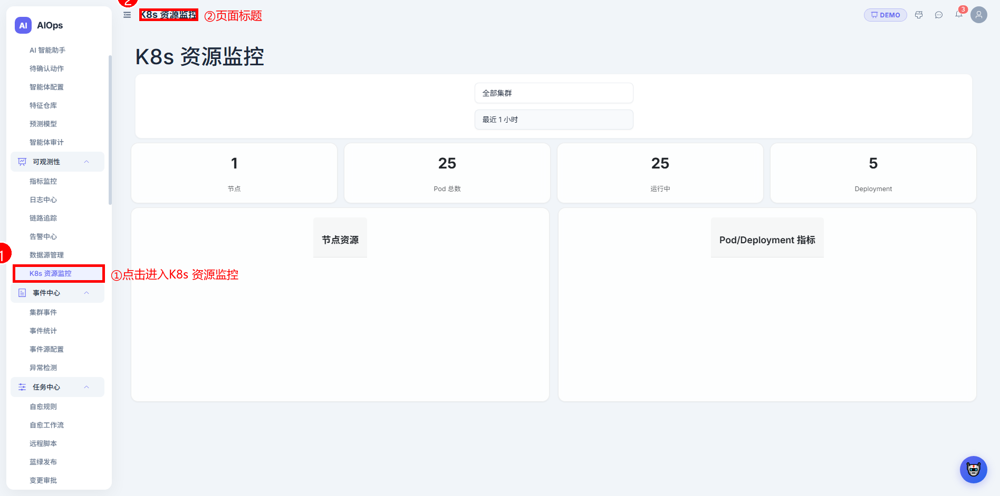 AI AIOps
AI 智能助手
待确认动作
智能体配置
特征仓库
预测模型
智能体审计
可观测性
指标监控
日志中心
链路追踪
告警中心
数据源管理
1
K8s 资源监控
①点击进入K8s 资源监控
事件中心
集群事件
事件统计
事件源配置
异常检测
任务中心
自愈规则
自愈工作流
远程脚本
蓝绿发布
变更审批
2
K8s 资源监控
②页面标题
DEMO
3
K8s 资源监控
全部集群
最近 1 小时
1
节点
25
Pod 总数
25
运行中
5
Deployment
节点资源
Pod/Deployment 指标